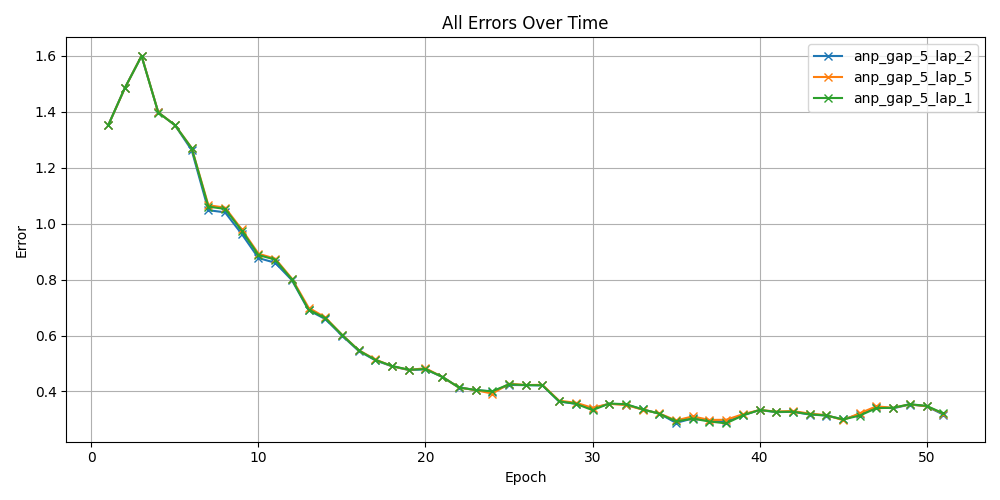 All Errors Over Time
anp_gap_5_lap_2
anp_gap_5_lap_5
anp_gap_5_lap_1
Error
1.6
1.4
1.2
1.0
0.8
0.6
0.4
0 10 20 30 40 50
Epoch